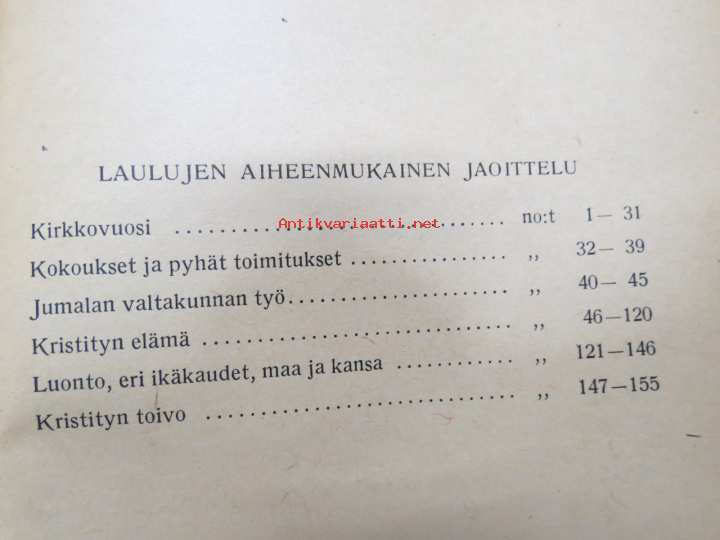 LAULUJEN AIHEENMUKAINEN JAOITTELU
Antikvariaatti.net
Kirkkovuosi .............................. no:t 1— 31
Kokoukset ja pyhät toimitukset ................ ,, 32— 39
Jumalan valtakunnan työ...................... ,, 40— 45
Kristityn elämä .............................. ,, 46—120
Luonto, eri ikäkaudet, maa ja kansa ............ ,, 121—146
Kristityn toivo .............................. ,, 147—155